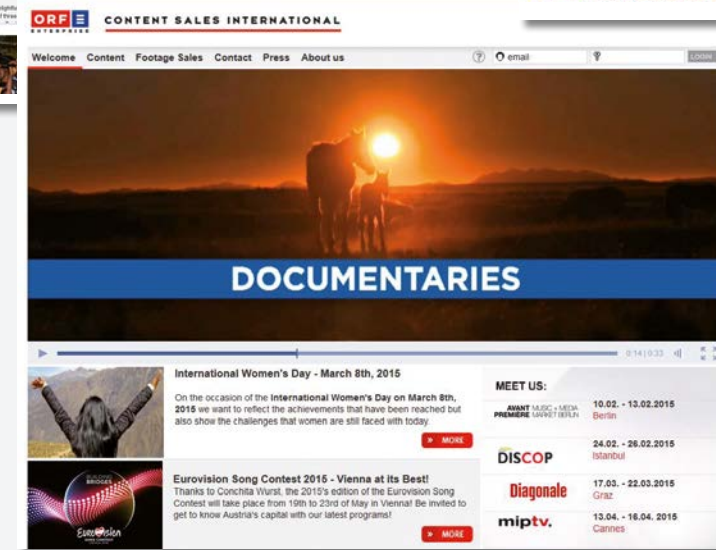 ORF E
ENTERPRISE
CONTENT SALES INTERNATIONAL
Welcome Content Footage Sales Contact Press About us
? email LOGIN
DOCUMENTARIES
0:14 | 0:33
International Women's Day - March 8th, 2015
On the occasion of the International Women's Day on March 8th,
2015 we want to reflect the achievements that have been reached but
also show the challenges that women are still faced with today.
» MORE
BUILDING
BRIDGES
EUROVISION
Eurovision Song Contest 2015 - Vienna at its Best!
Thanks to Conchita Wurst, the 2015's edition of the Eurovision Song
Contest will take place from 19th to 23rd of May in Vienna! Be invited to
get to know Austria's capital with our latest programs!
» MORE
MEET US:
AVANT MUSIC + MEDIA
PREMIÈRE MARKET BERLIN
10.02. - 13.02.2015
Berlin
DISCOP
24.02. - 26.02.2015
Istanbul
Diagonale
17.03. - 22.03.2015
Graz
miptv.
13.04. - 16.04. 2015
Cannes